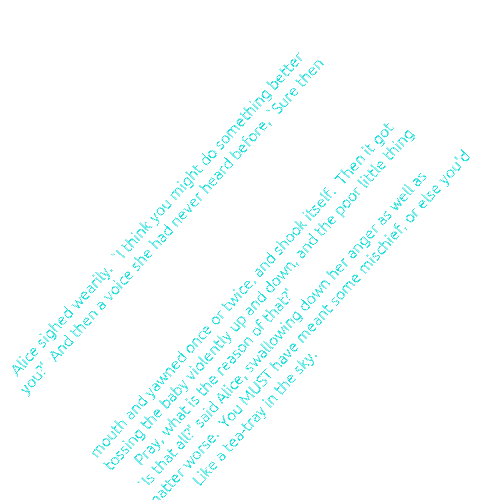 Alice sighed wearily. `I think you might do something better
you?' And then a voice she had never heard before, `Sure then
mouth and yawned once or twice, and shook itself. Then it got
tossing the baby violently up and down, and the poor little thing
Pray, what is the reason of that?'
`Is that all?' said Alice, swallowing down her anger as well as
matter worse. You MUST have meant some mischief, or else you'd
Like a tea-tray in the sky.